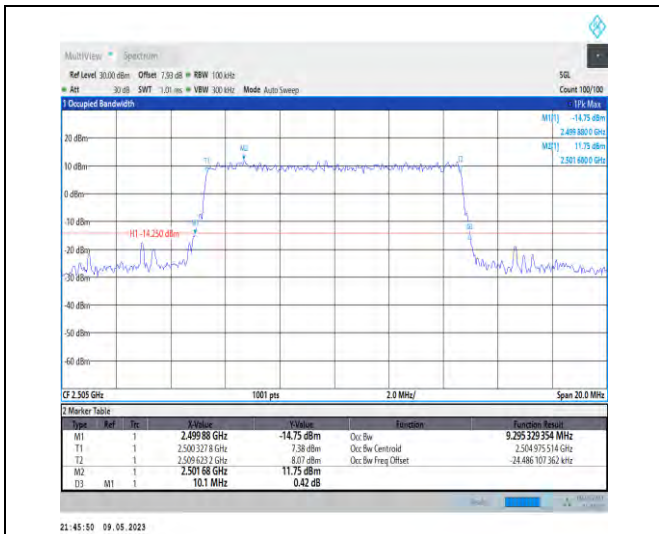 MultiView Spectrum
Ref Level 30.00 dBm Offset 7.93 dB RBW 100 kHz SGL
Att 30 dB SWT 1.01 ms VBW 300 kHz Mode Auto Sweep Count 100/100
1 Occupied Bandwidth 1Pk Max
M1[1] -14.75 dBm
2.499 880 0 GHz
M2[1] 11.75 dBm
2.501 680 0 GHz
20 dBm
10 dBm
0 dBm
-10 dBm
-20 dBm
-30 dBm
-40 dBm
-50 dBm
-60 dBm
T1
M2
T2
M1
D3
H1 -14.250 dBm
CF 2.505 GHz 1001 pts 2.0 MHz/ Span 20.0 MHz
2 Marker Table
Type Ref Trc X-Value Y-Value Function Function Result
M1 1 2.499 88 GHz -14.75 dBm Occ Bw 9.295 329 354 MHz
T1 1 2.500 327 8 GHz 7.38 dBm Occ Bw Centroid 2.504 975 514 GHz
T2 1 2.509 623 2 GHz 8.07 dBm Occ Bw Freq Offset -24.486 107 362 kHz
M2 1 2.501 68 GHz 11.75 dBm
D3 M1 1 10.1 MHz 0.42 dB
21:45:50 09.05.2023